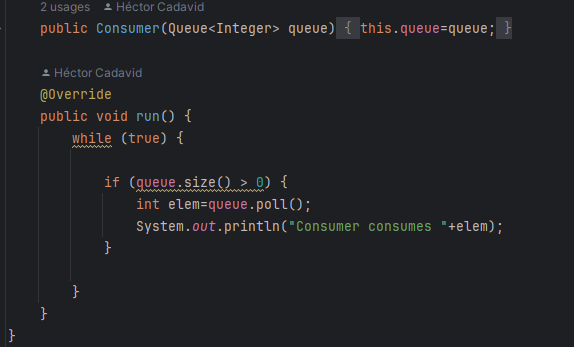 2 usages Héctor Cadavid
public Consumer(Queue<Integer> queue) { this.queue=queue; }
Héctor Cadavid
@Override
public void run() {
while (true) {
if (queue.size() > 0) {
int elem=queue.poll();
System.out.println("Consumer consumes "+elem);
}
}
}
}